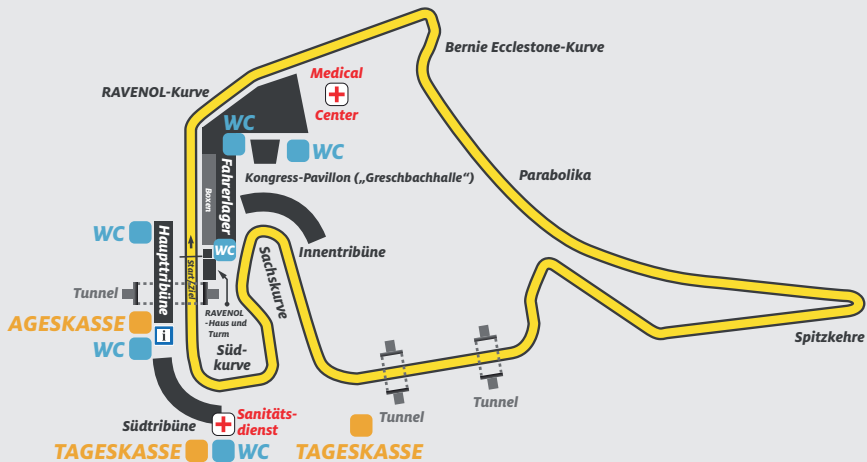 Bernie Ecclestone-Kurve
RAVENOL-Kurve
Medical
Center
WC
WC
Kongress-Pavillon („Greschbachhalle“)
Parabolika
Fahrerlager
Boxen
WC
Haupttribüne
WC
Start/Ziel
Sachskurve
Innentribüne
Tunnel
RAVENOL
-Haus und
Turm
AGESKASSE
i
WC
Süd-
kurve
Spitzkehre
Tunnel
Tunnel
Südtribüne
Sanitäts-
dienst
TAGESKASSE
WC
TAGESKASSE